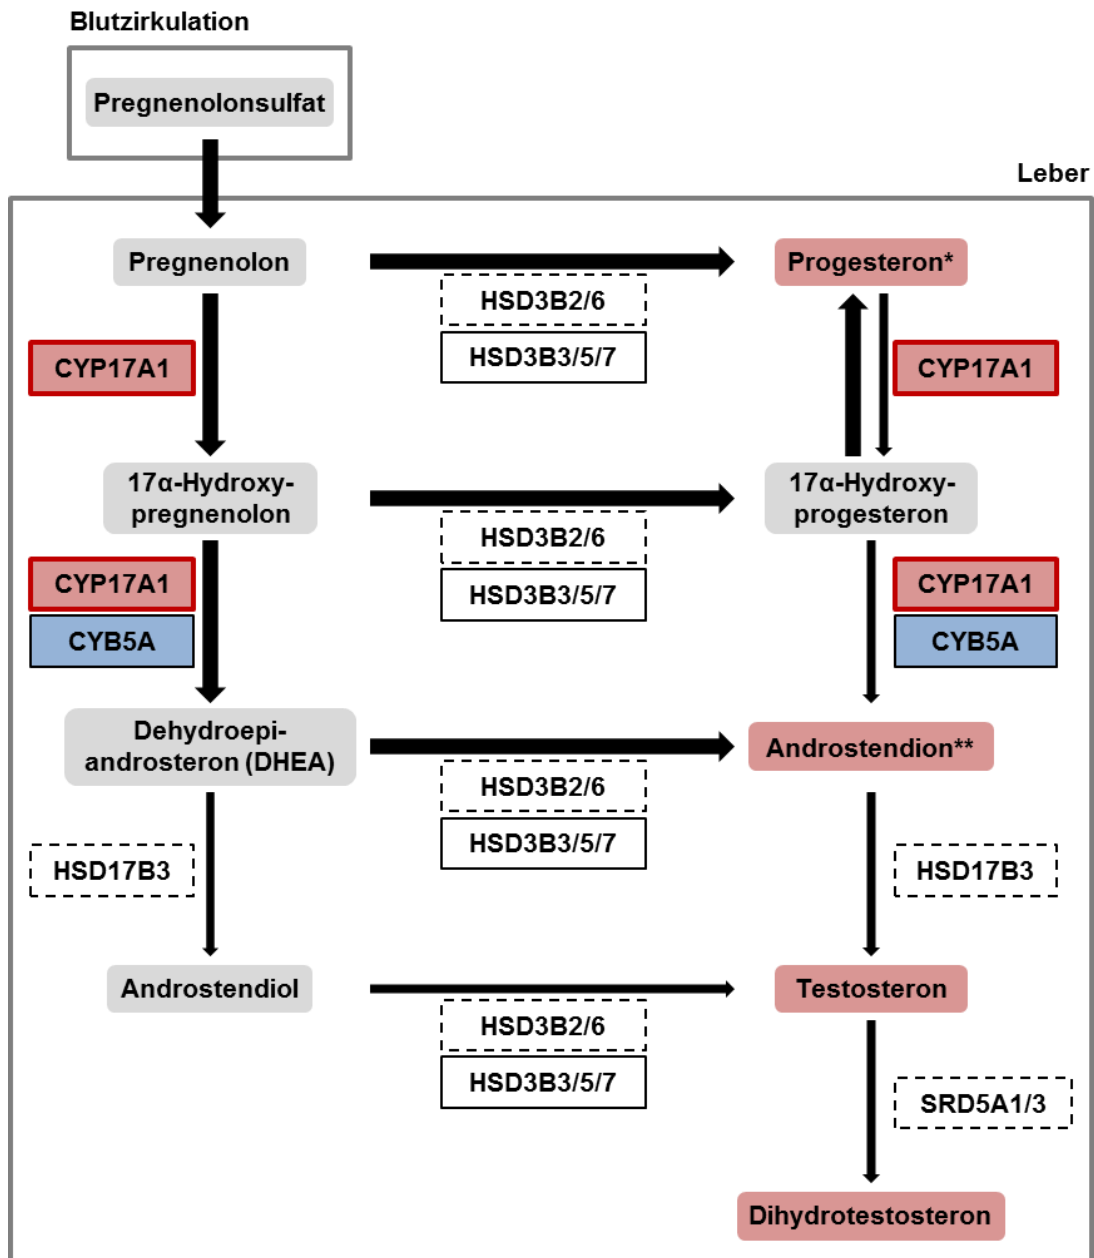 Blutzirkulation
Pregnenolonsulfat
Leber
Pregnenolon
Progesteron*
HSD3B2/6
HSD3B3/5/7
CYP17A1
CYP17A1
17α-Hydroxy-
pregnenolon
17α-Hydroxy-
progesteron
HSD3B2/6
HSD3B3/5/7
CYP17A1
CYB5A
CYP17A1
CYB5A
Dehydroepi-
androsteron (DHEA)
Androstendion**
HSD3B2/6
HSD3B3/5/7
HSD17B3
HSD17B3
Androstendiol
Testosteron
HSD3B2/6
HSD3B3/5/7
SRD5A1/3
Dihydrotestosteron